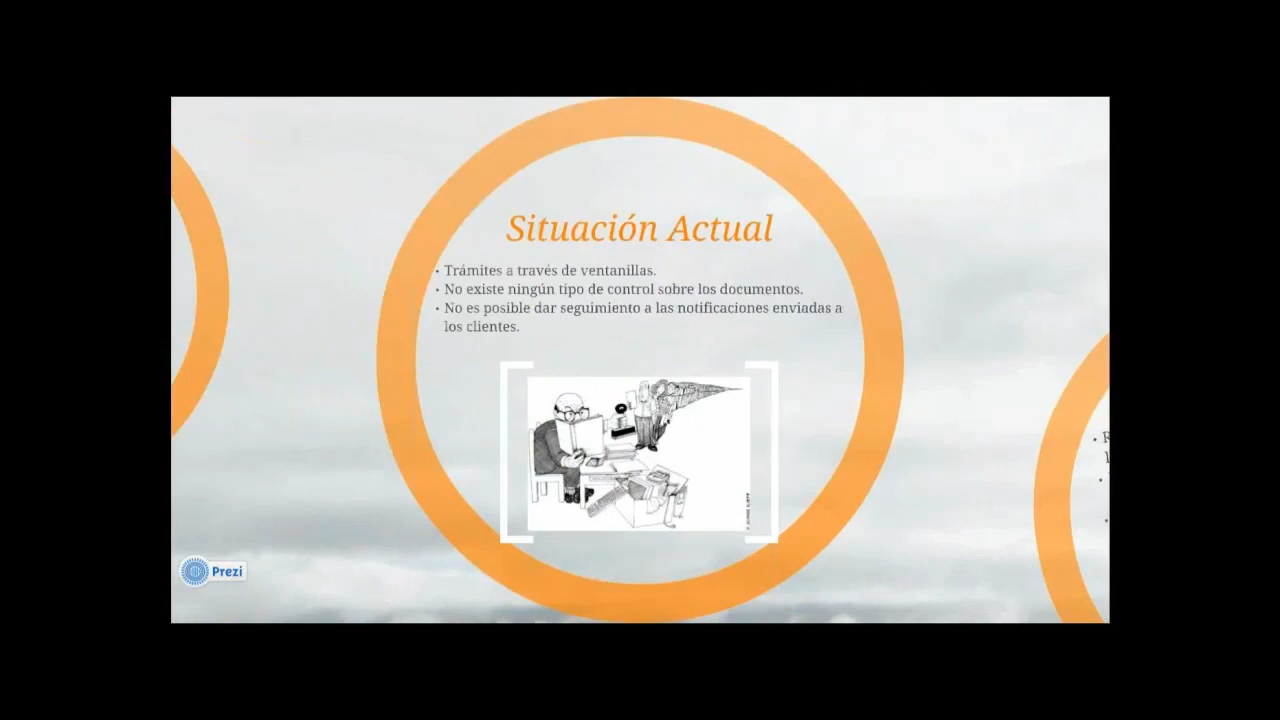 Situación Actual
• Trámites a través de ventanillas.
• No existe ningún tipo de control sobre los documentos.
• No es posible dar seguimiento a las notificaciones enviadas a
los clientes.
Prezi